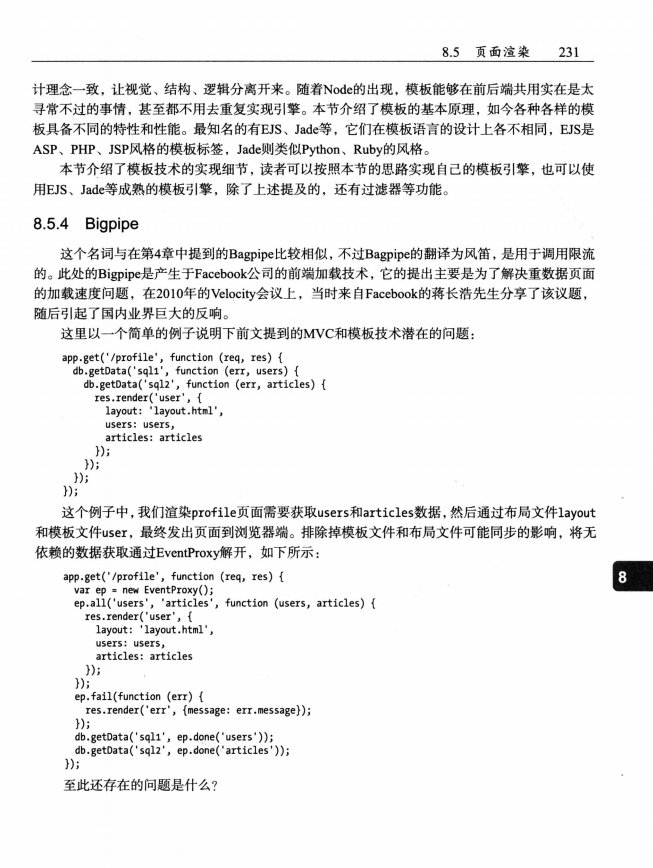 8.5 页面渲染 231
计理念一致，让视觉、结构、逻辑分离开来。随着Node的出现，模板能够在前后端共用实在是太
寻常不过的事情，甚至都不用去重复实现引擎。本节介绍了模板的基本原理，如今各种各样的模
板具备不同的特性和性能。最知名的有EJS、Jade等，它们在模板语言的设计上各不相同，EJS是
ASP、PHP、JSP风格的模板标签，Jade则类似Python、Ruby的风格。
本节介绍了模板技术的实现细节，读者可以按照本节的思路实现自己的模板引擎，也可以使
用EJS、Jade等成熟的模板引擎，除了上述提及的，还有过滤器等功能。
8.5.4 Bigpipe
这个名词与在第4章中提到的Bagpipe比较相似，不过Bagpipe的翻译为风笛，是用于调用限流
的。此处的Bigpipe是产生于Facebook公司的前端加载技术，它的提出主要是为了解决重数据页面
的加载速度问题，在2010年的Velocity会议上，当时来自Facebook的蒋长浩先生分享了该议题，
随后引起了国内业界巨大的反响。
这里以一个简单的例子说明下前文提到的MVC和模板技术潜在的问题：
app.get('/profile', function (req, res) {
db.getData('sql1', function (err, users) {
db.getData('sql2', function (err, articles) {
res.render('user', {
layout: 'layout.html',
users: users,
articles: articles
});
});
});
});
这个例子中，我们渲染profile页面需要获取users和articles数据，然后通过布局文件layout
和模板文件user，最终发出页面到浏览器端。排除掉模板文件和布局文件可能同步的影响，将无
依赖的数据获取通过EventProxy解开，如下所示：
app.get('/profile', function (req, res) {
var ep = new EventProxy();
ep.all('users', 'articles', function (users, articles) {
res.render('user', {
layout: 'layout.html',
users: users,
articles: articles
});
});
ep.fail(function (err) {
res.render('err', {message: err.message});
});
db.getData('sql1', ep.done('users'));
db.getData('sql2', ep.done('articles'));
});
至此还存在的问题是什么？
8